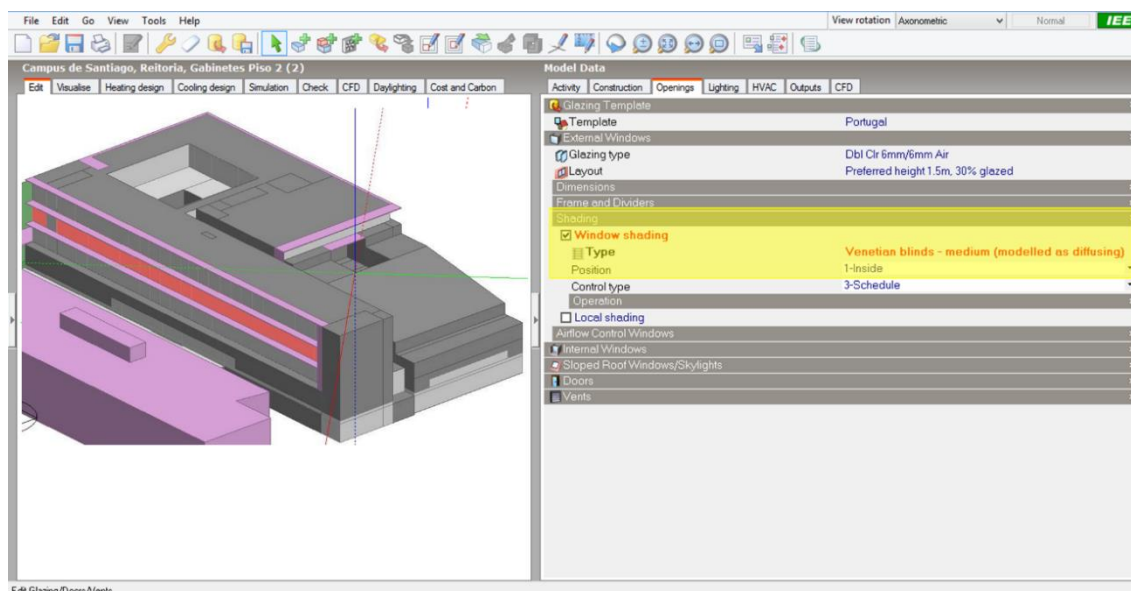 File Edit Go View Tools Help
View rotation Axonometric Normal IEE
Campus de Santiago, Reitoria, Gabinetes Piso 2 (2)
Edit Visualise Heating design Cooling design Simulation Check CFD Daylighting Cost and Carbon
Model Data
Activity Construction Openings Lighting HVAC Outputs CFD
Glazing Template
Template Portugal
External Windows
Glazing type Dbl Clr 6mm/6mm Air
Layout Preferred height 1.5m, 30% glazed
Dimensions
Frame and Dividers
Shading
Window shading
Type Venetian blinds - medium (modelled as diffusing)
Position 1-Inside
Control type 3-Schedule
Operation
Local shading
Airflow Control Windows
Internal Windows
Sloped Roof Windows/Skylights
Doors
Vents
Edit Glazing/Doors/Vents